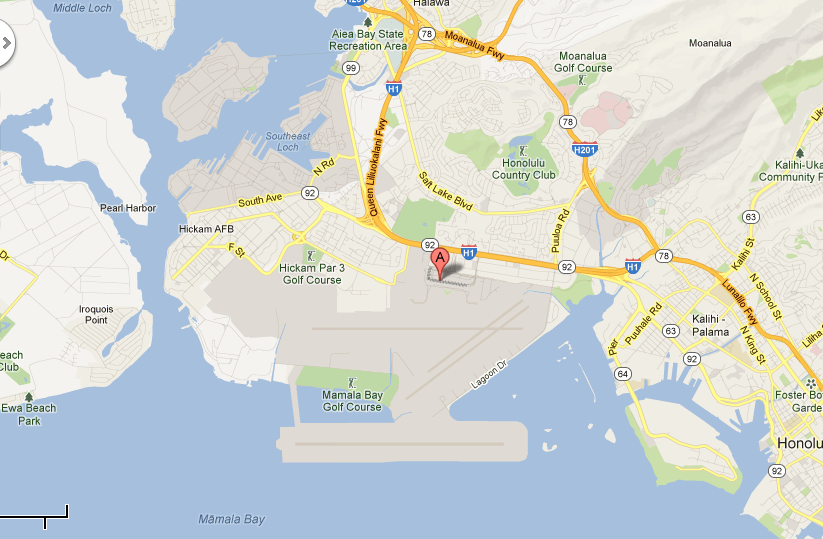 Middle Loch
Halawa
H201
Aiea Bay State
Recreation Area
78
Moanalua Fwy
Moanalua
Moanalua
Golf Course
99
H1
78
Southeast
Loch
Queen Liliuokalani Fwy
H201
N Rd
Honolulu
Country Club
Kalihi-Uka
Community P
Salt Lake Blvd
South Ave
92
Pearl Harbor
63
Kalihi St
Puuloa Rd
Hickam AFB
F St
92
H1
A
78
92
H1
Hickam Par 3
Golf Course
Dr
Lunalilo Fwy
N School St
Iroquois
Point
Puuhale Rd
Kalihi -
Palama
63
N King St
Liliha
Pier
92
each
Club
Lagoon Dr
64
Mamala Bay
Golf Course
Ewa Beach
Park
Foster Bo
Garde
Honolu
92
Māmala Bay